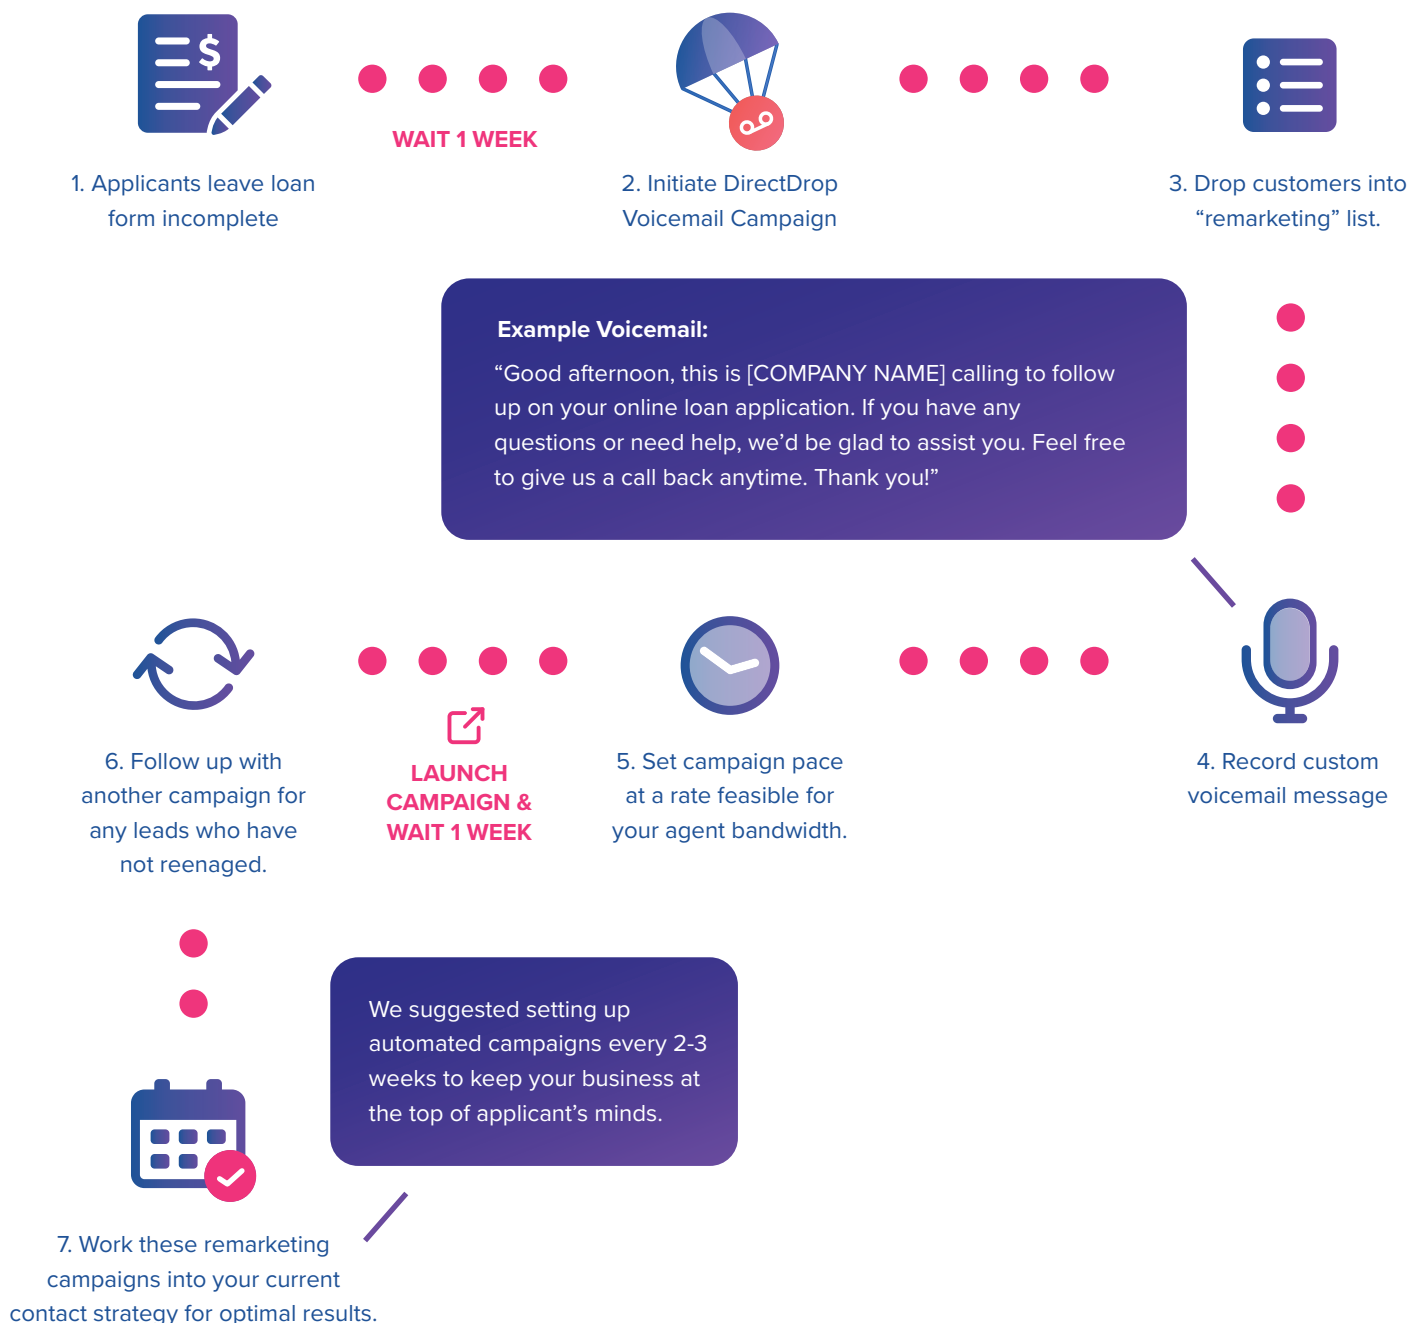 $
WAIT 1 WEEK
1. Applicants leave loan
form incomplete
2. Initiate DirectDrop
Voicemail Campaign
3. Drop customers into
“remarketing” list.
Example Voicemail:
“Good afternoon, this is [COMPANY NAME] calling to follow
up on your online loan application. If you have any
questions or need help, we’d be glad to assist you. Feel free
to give us a call back anytime. Thank you!”
4. Record custom
voicemail message
5. Set campaign pace
at a rate feasible for
your agent bandwidth.
LAUNCH
CAMPAIGN &
WAIT 1 WEEK
6. Follow up with
another campaign for
any leads who have
not reenaged.
We suggested setting up
automated campaigns every 2-3
weeks to keep your business at
the top of applicant’s minds.
7. Work these remarketing
campaigns into your current
contact strategy for optimal results.